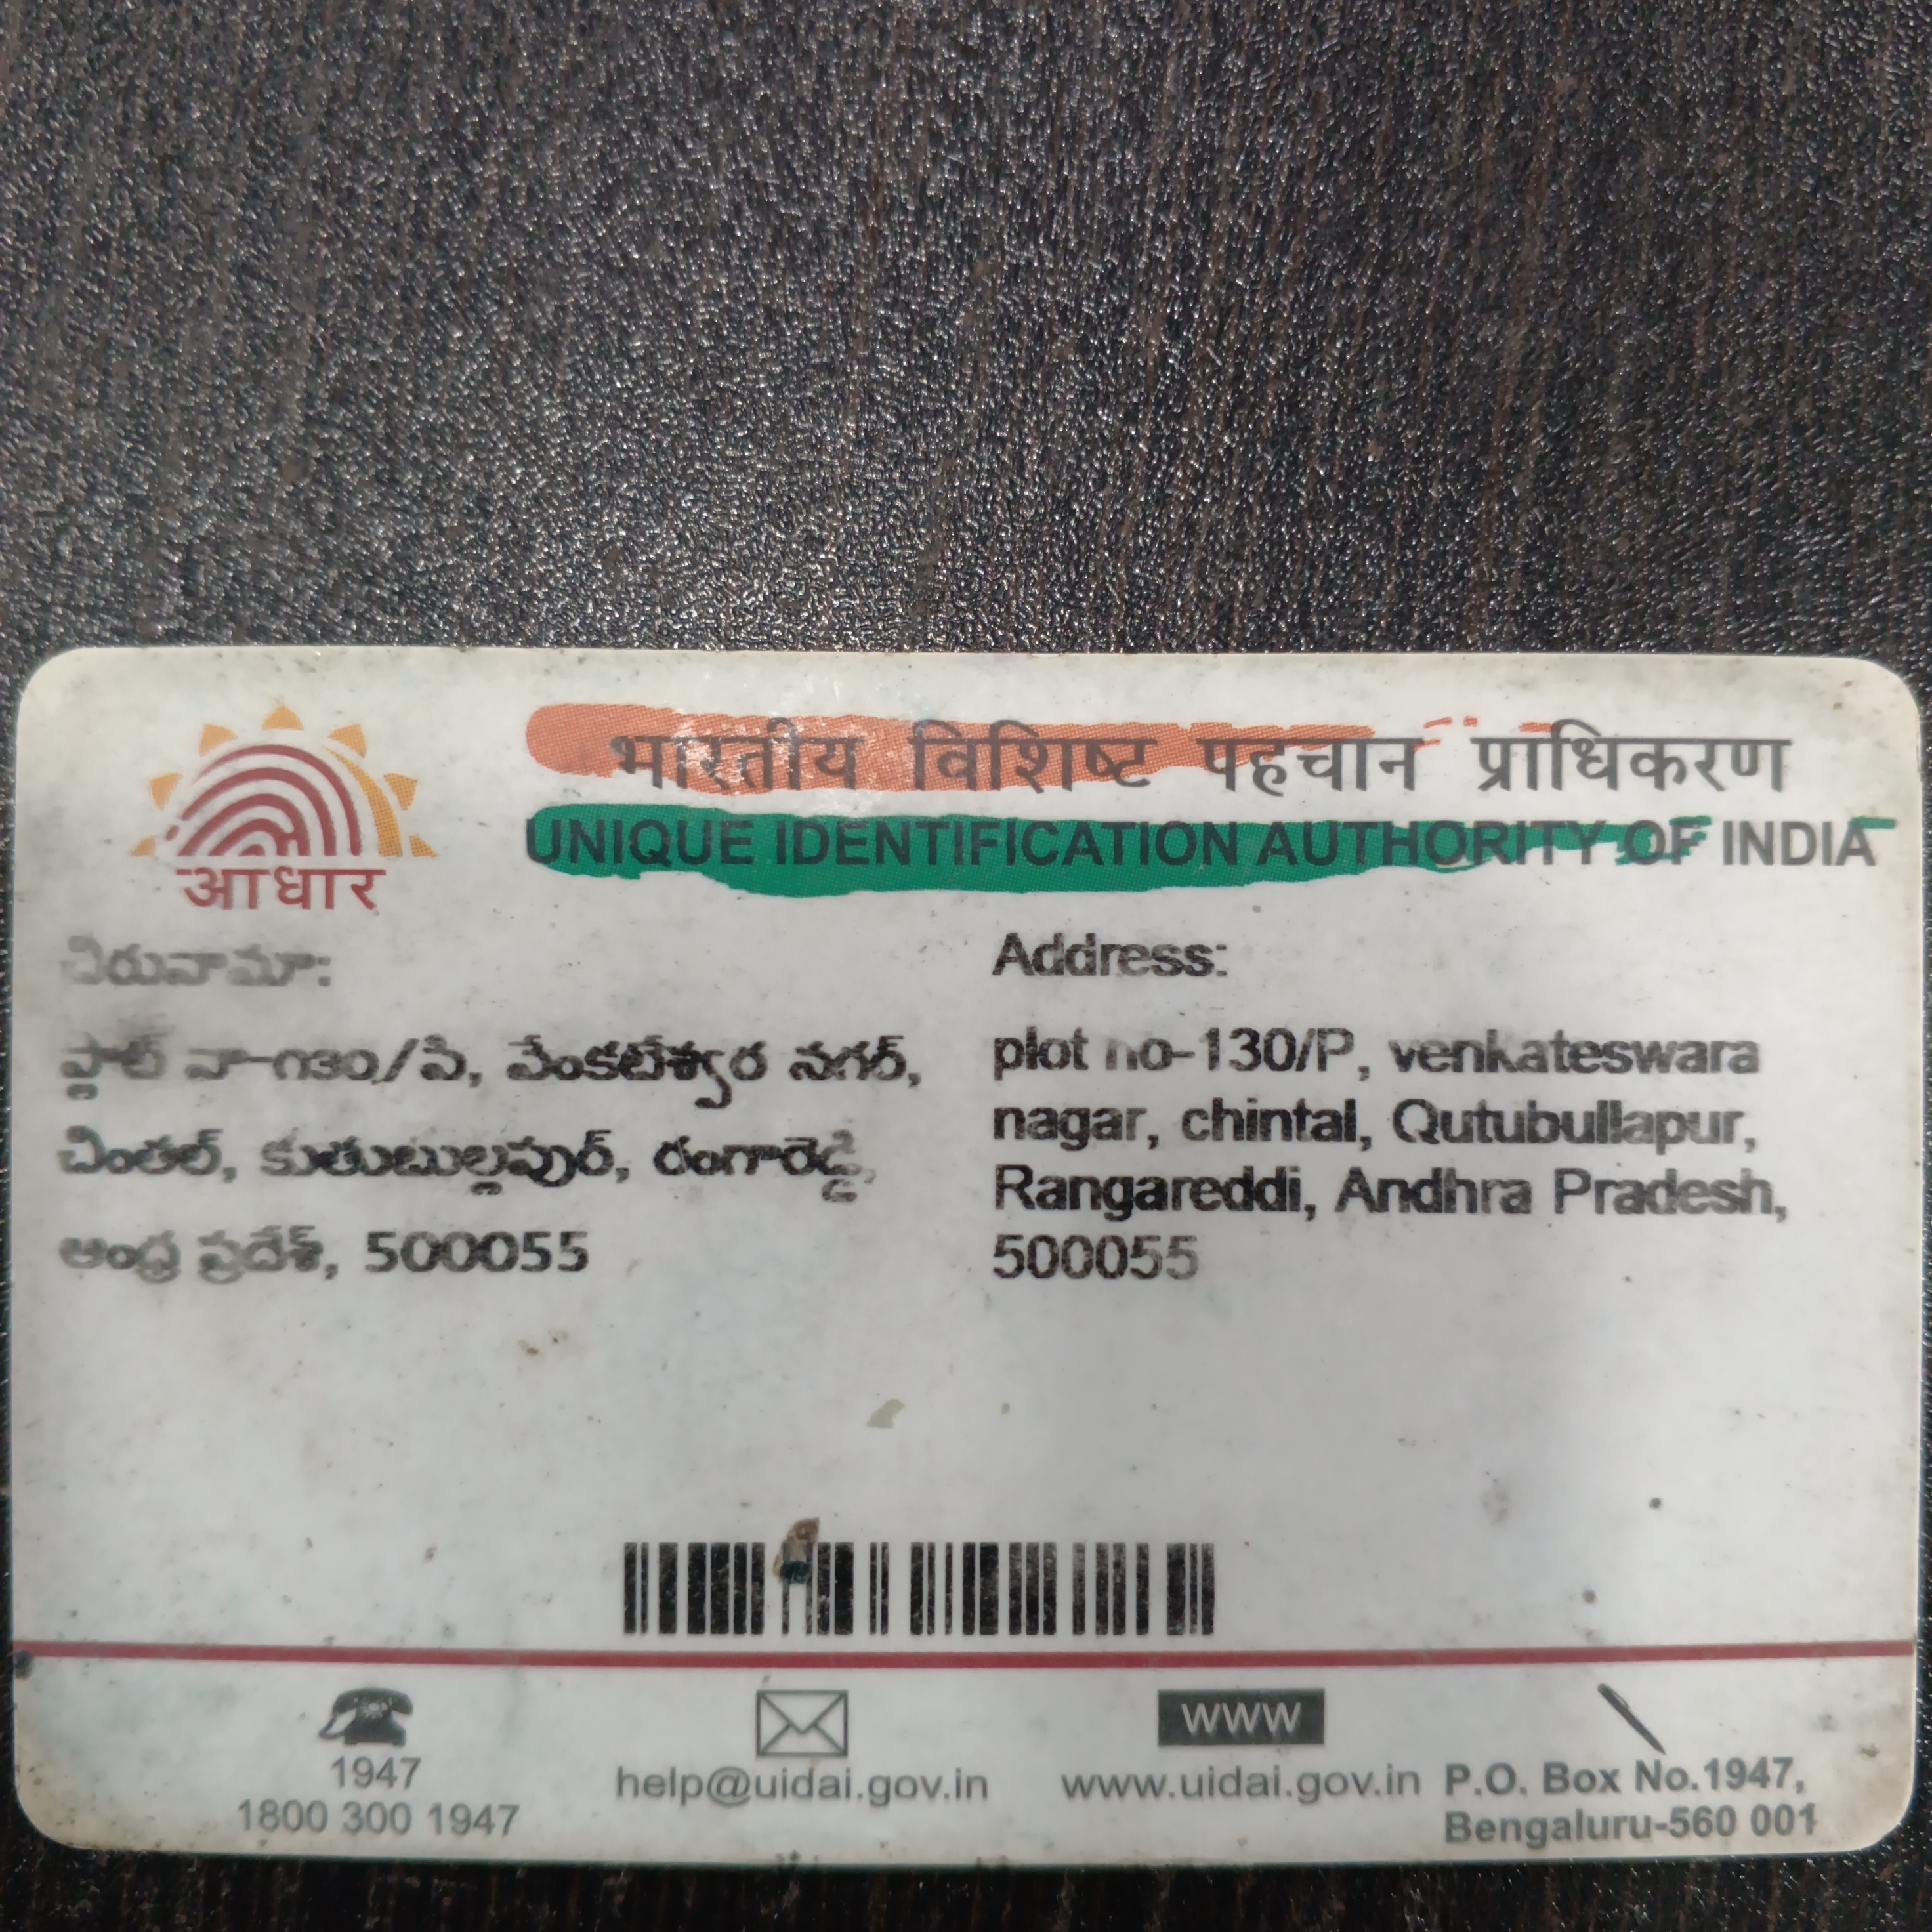 आधार
भारतीय विशिष्ट पहचान प्राधिकरण
UNIQUE IDENTIFICATION AUTHORITY OF INDIA
చిరునామా:
ప్లాట్ నా-౧౩౦/పి, వేంకటేశ్వర నగర్,
చింతల్, కుతుబుల్లపుర్, రంగారెడ్డి,
ఆంధ్ర ప్రదేశ్, 500055
Address:
plot no-130/P, venkateswara
nagar, chintal, Qutubullapur,
Rangareddi, Andhra Pradesh,
500055
1947
1800 300 1947
help@uidai.gov.in
WWW
www.uidai.gov.in
P.O. Box No.1947,
Bengaluru-560 001